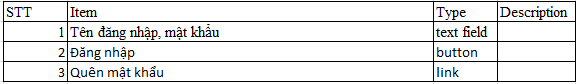 STT Item Type Description
1 Tên đăng nhập, mật khẩu text field
2 Đăng nhập button
3 Quên mật khẩu link